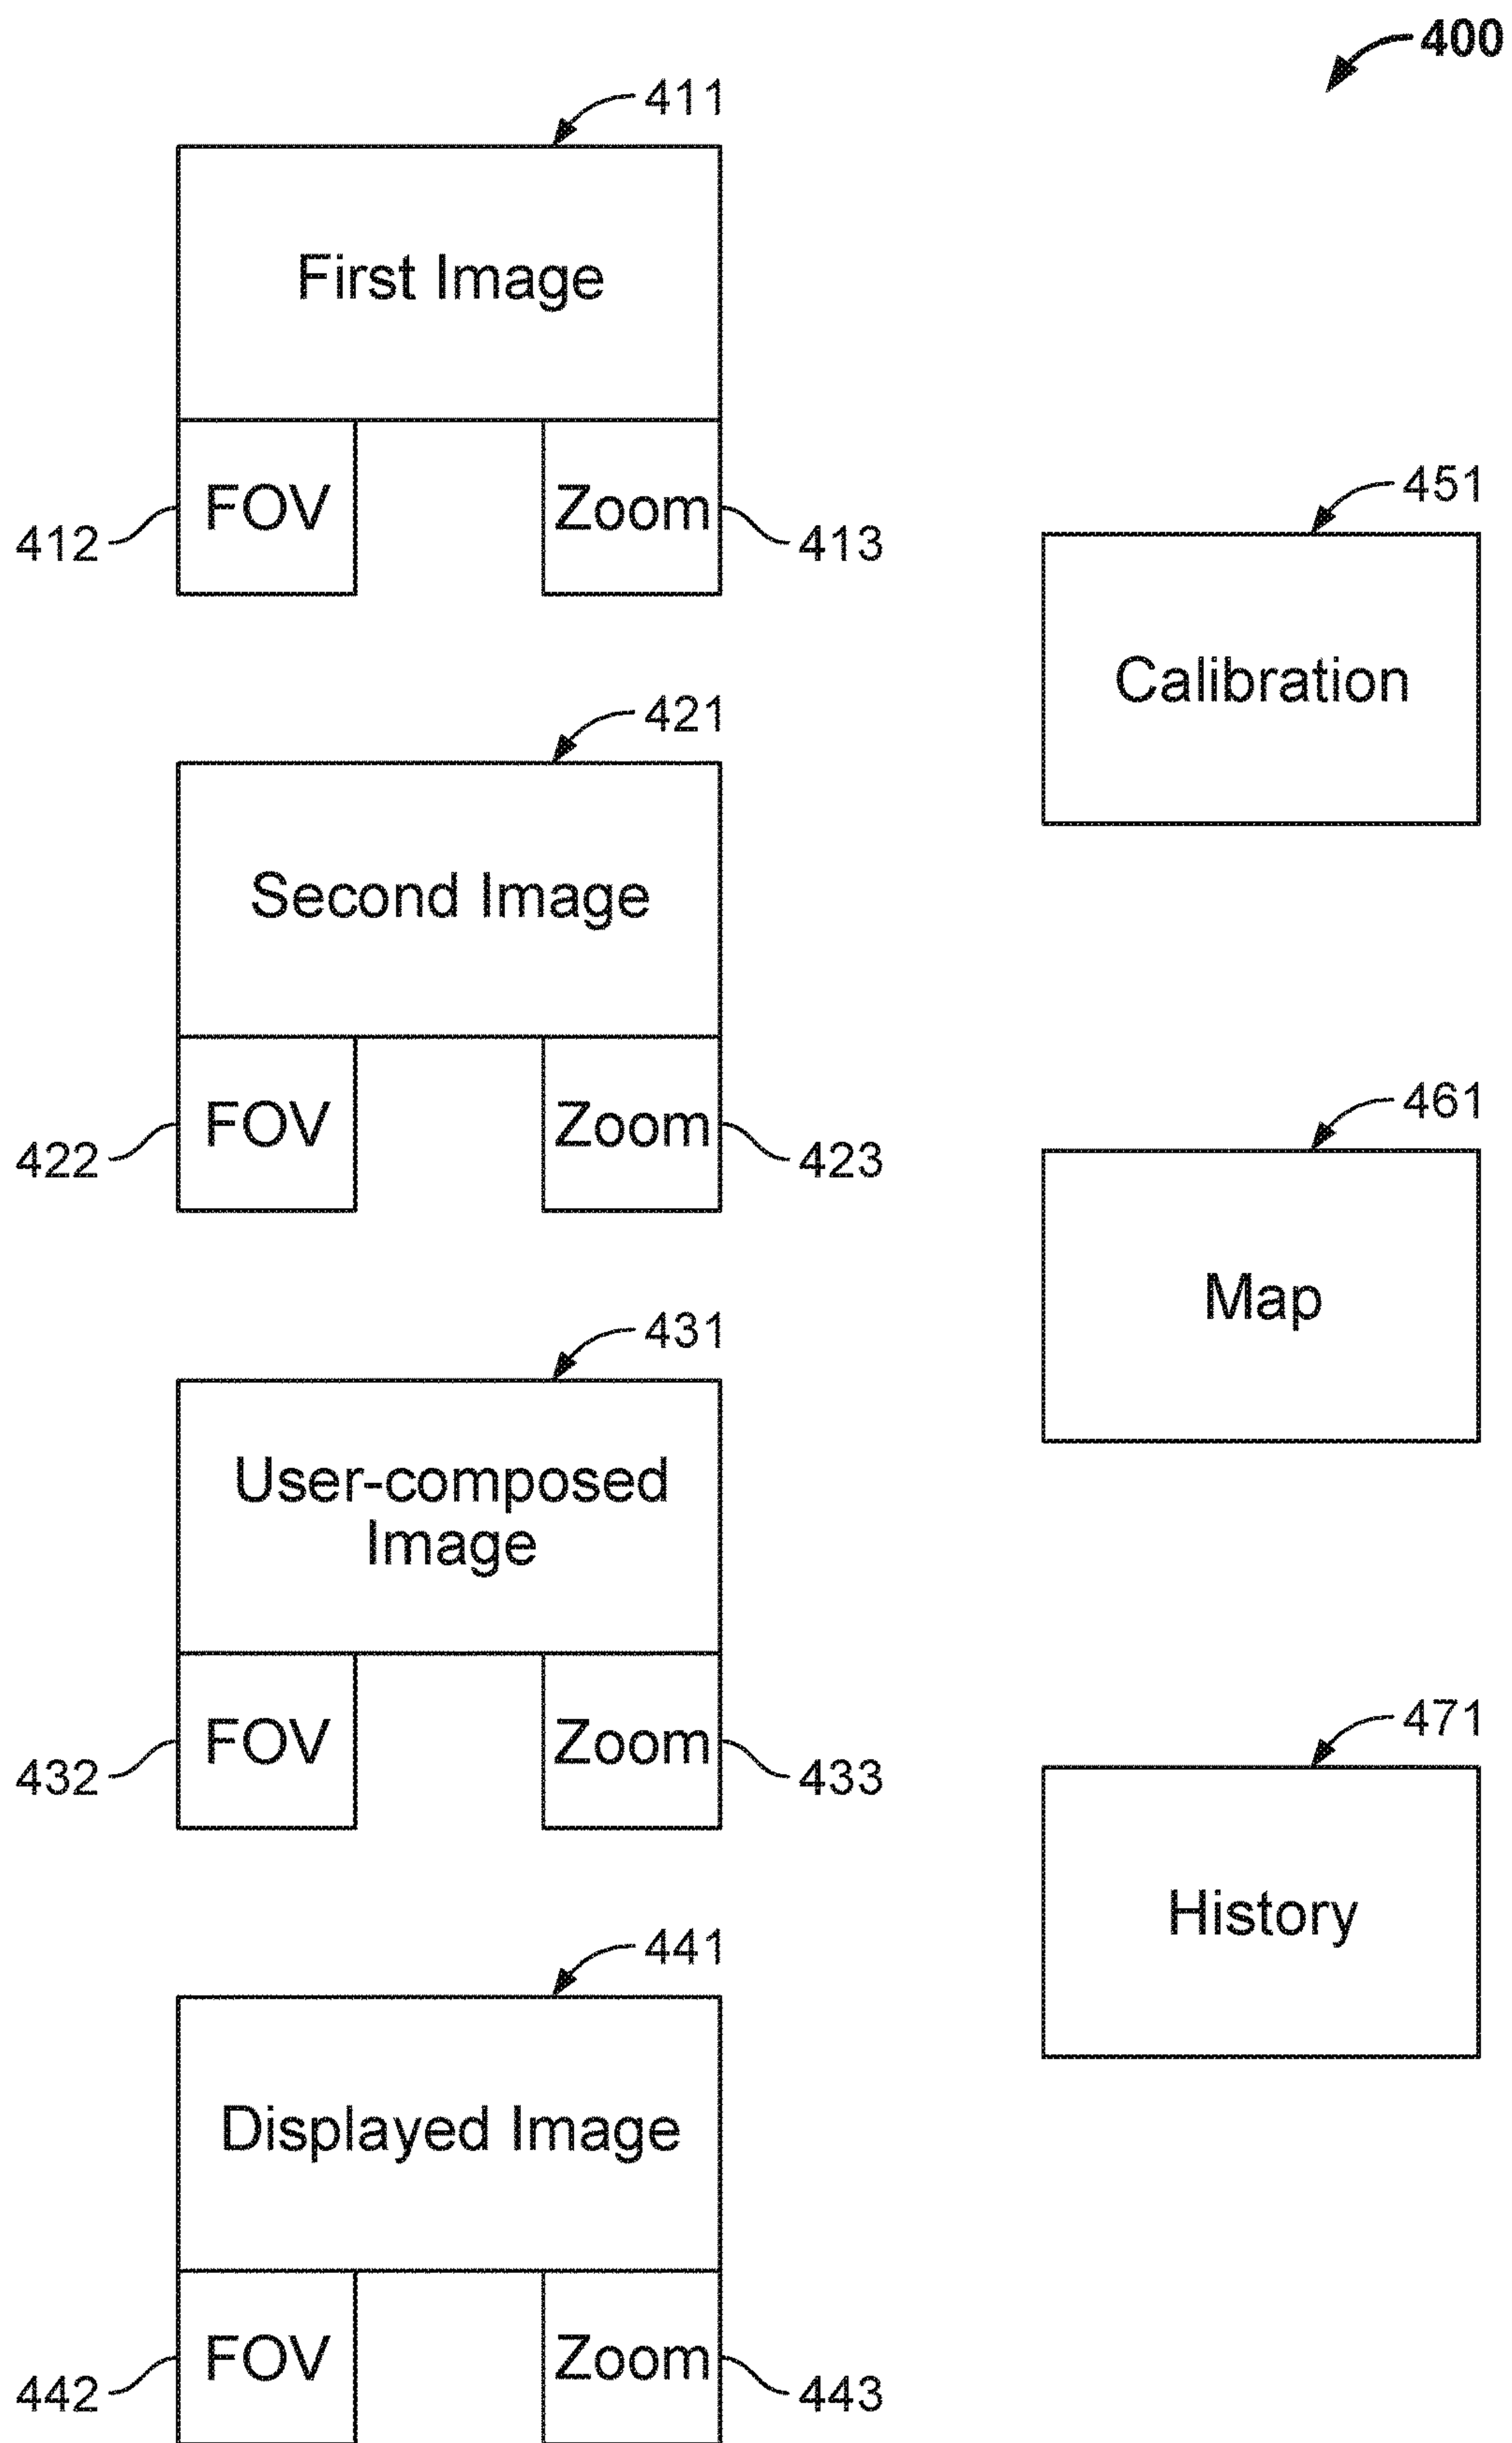 400
411
First Image
FOV
Zoom
412
413
451
Calibration
421
Second Image
FOV
Zoom
422
423
461
Map
431
User-composed
Image
FOV
Zoom
432
433
471
History
441
Displayed Image
FOV
Zoom
442
443